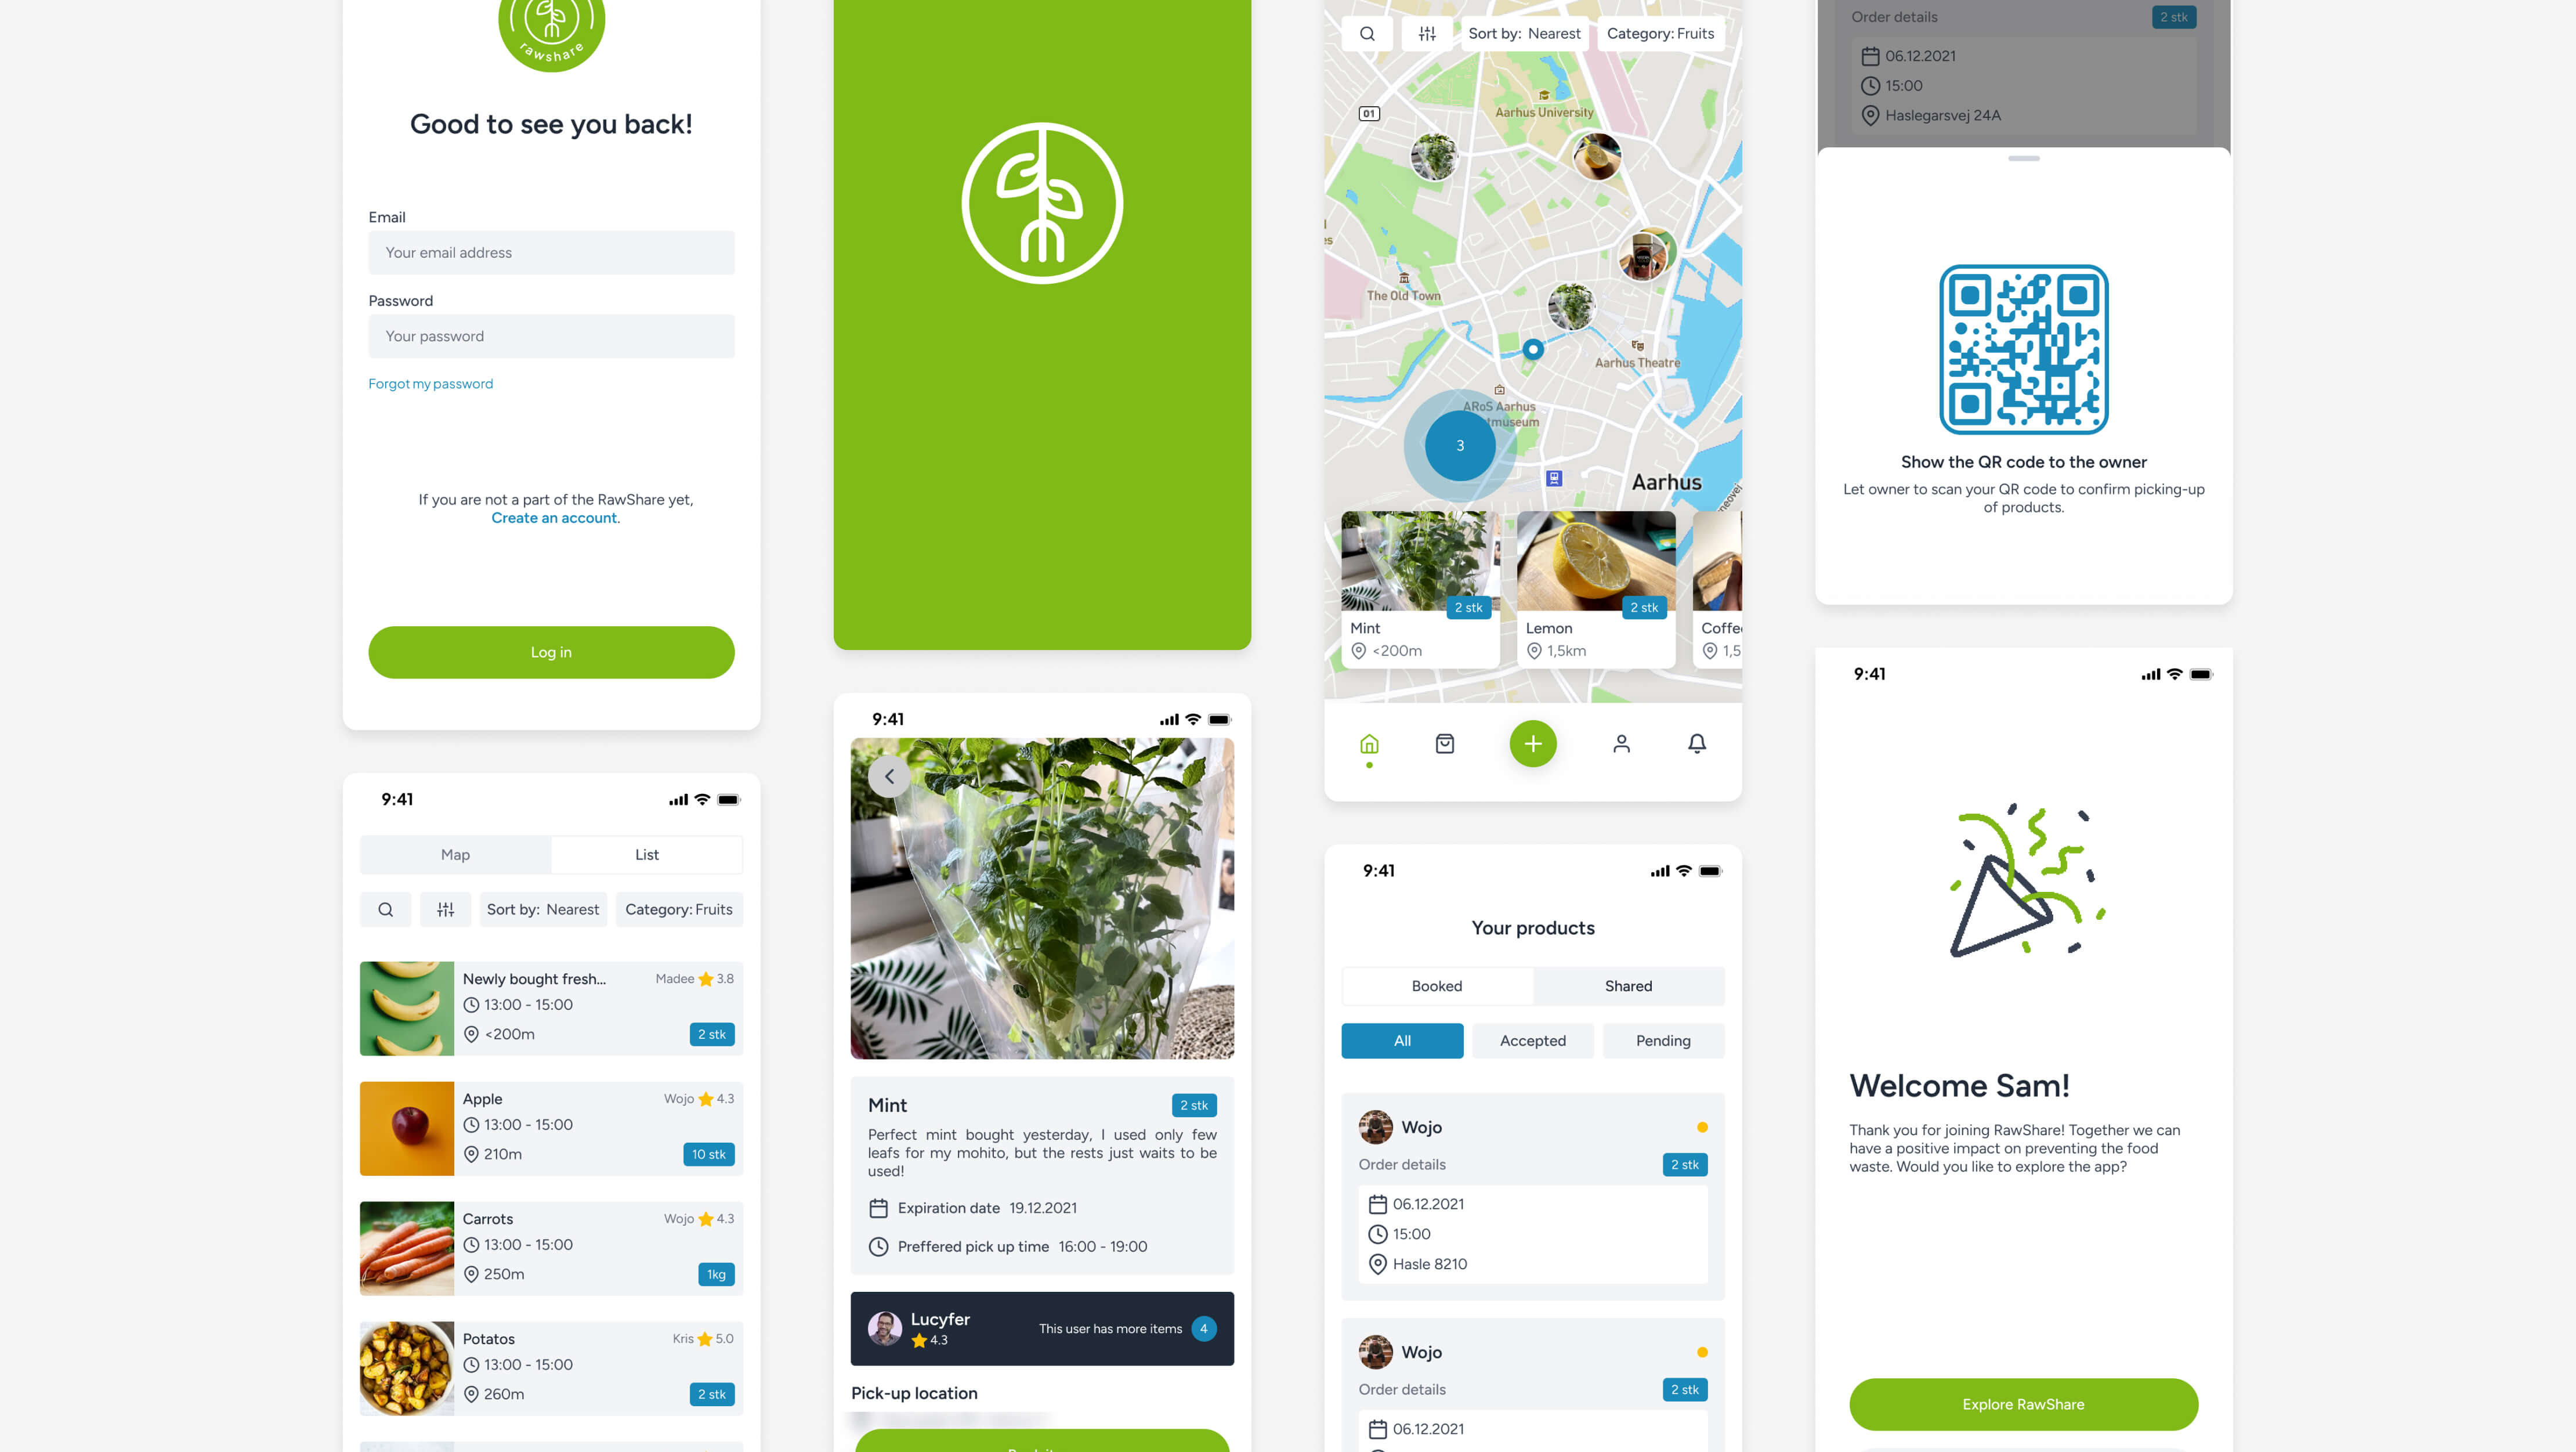 rawshare
Good to see you back!
Email
Your email address
Password
Your password
Forgot my password
If you are not a part of the RawShare yet,
Create an account.
Log in
9:41
Map
List
Sort by: Nearest
Category: Fruits
Newly bought fresh...
Madee 3.8
13:00 - 15:00
<200m
2 stk
Apple
Wojo 4.3
13:00 - 15:00
210m
10 stk
Carrots
Wojo 4.3
13:00 - 15:00
250m
1kg
Potatos
Kris 5.0
13:00 - 15:00
260m
2 stk
9:41
Mint
2 stk
Perfect mint bought yesterday, I used only few
leafs for my mohito, but the rests just waits to be
used!
Expiration date 19.12.2021
Preffered pick up time 16:00 - 19:00
Lucyfer
4.3
This user has more items 4
Pick-up location
Sort by: Nearest
Category: Fruits
01
Aarhus University
The Old Town
Aarhus Theatre
ARoS Aarhus
tmuseum
3
Aarhus
2 stk
Mint
<200m
2 stk
Lemon
1,5km
Coffe
1,5
9:41
Your products
Booked
Shared
All
Accepted
Pending
Wojo
Order details
2 stk
06.12.2021
15:00
Hasle 8210
Wojo
Order details
2 stk
06.12.2021
Order details
2 stk
06.12.2021
15:00
Haslegarsvej 24A
Show the QR code to the owner
Let owner to scan your QR code to confirm picking-up
of products.
9:41
Welcome Sam!
Thank you for joining RawShare! Together we can
have a positive impact on preventing the food
waste. Would you like to explore the app?
Explore RawShare